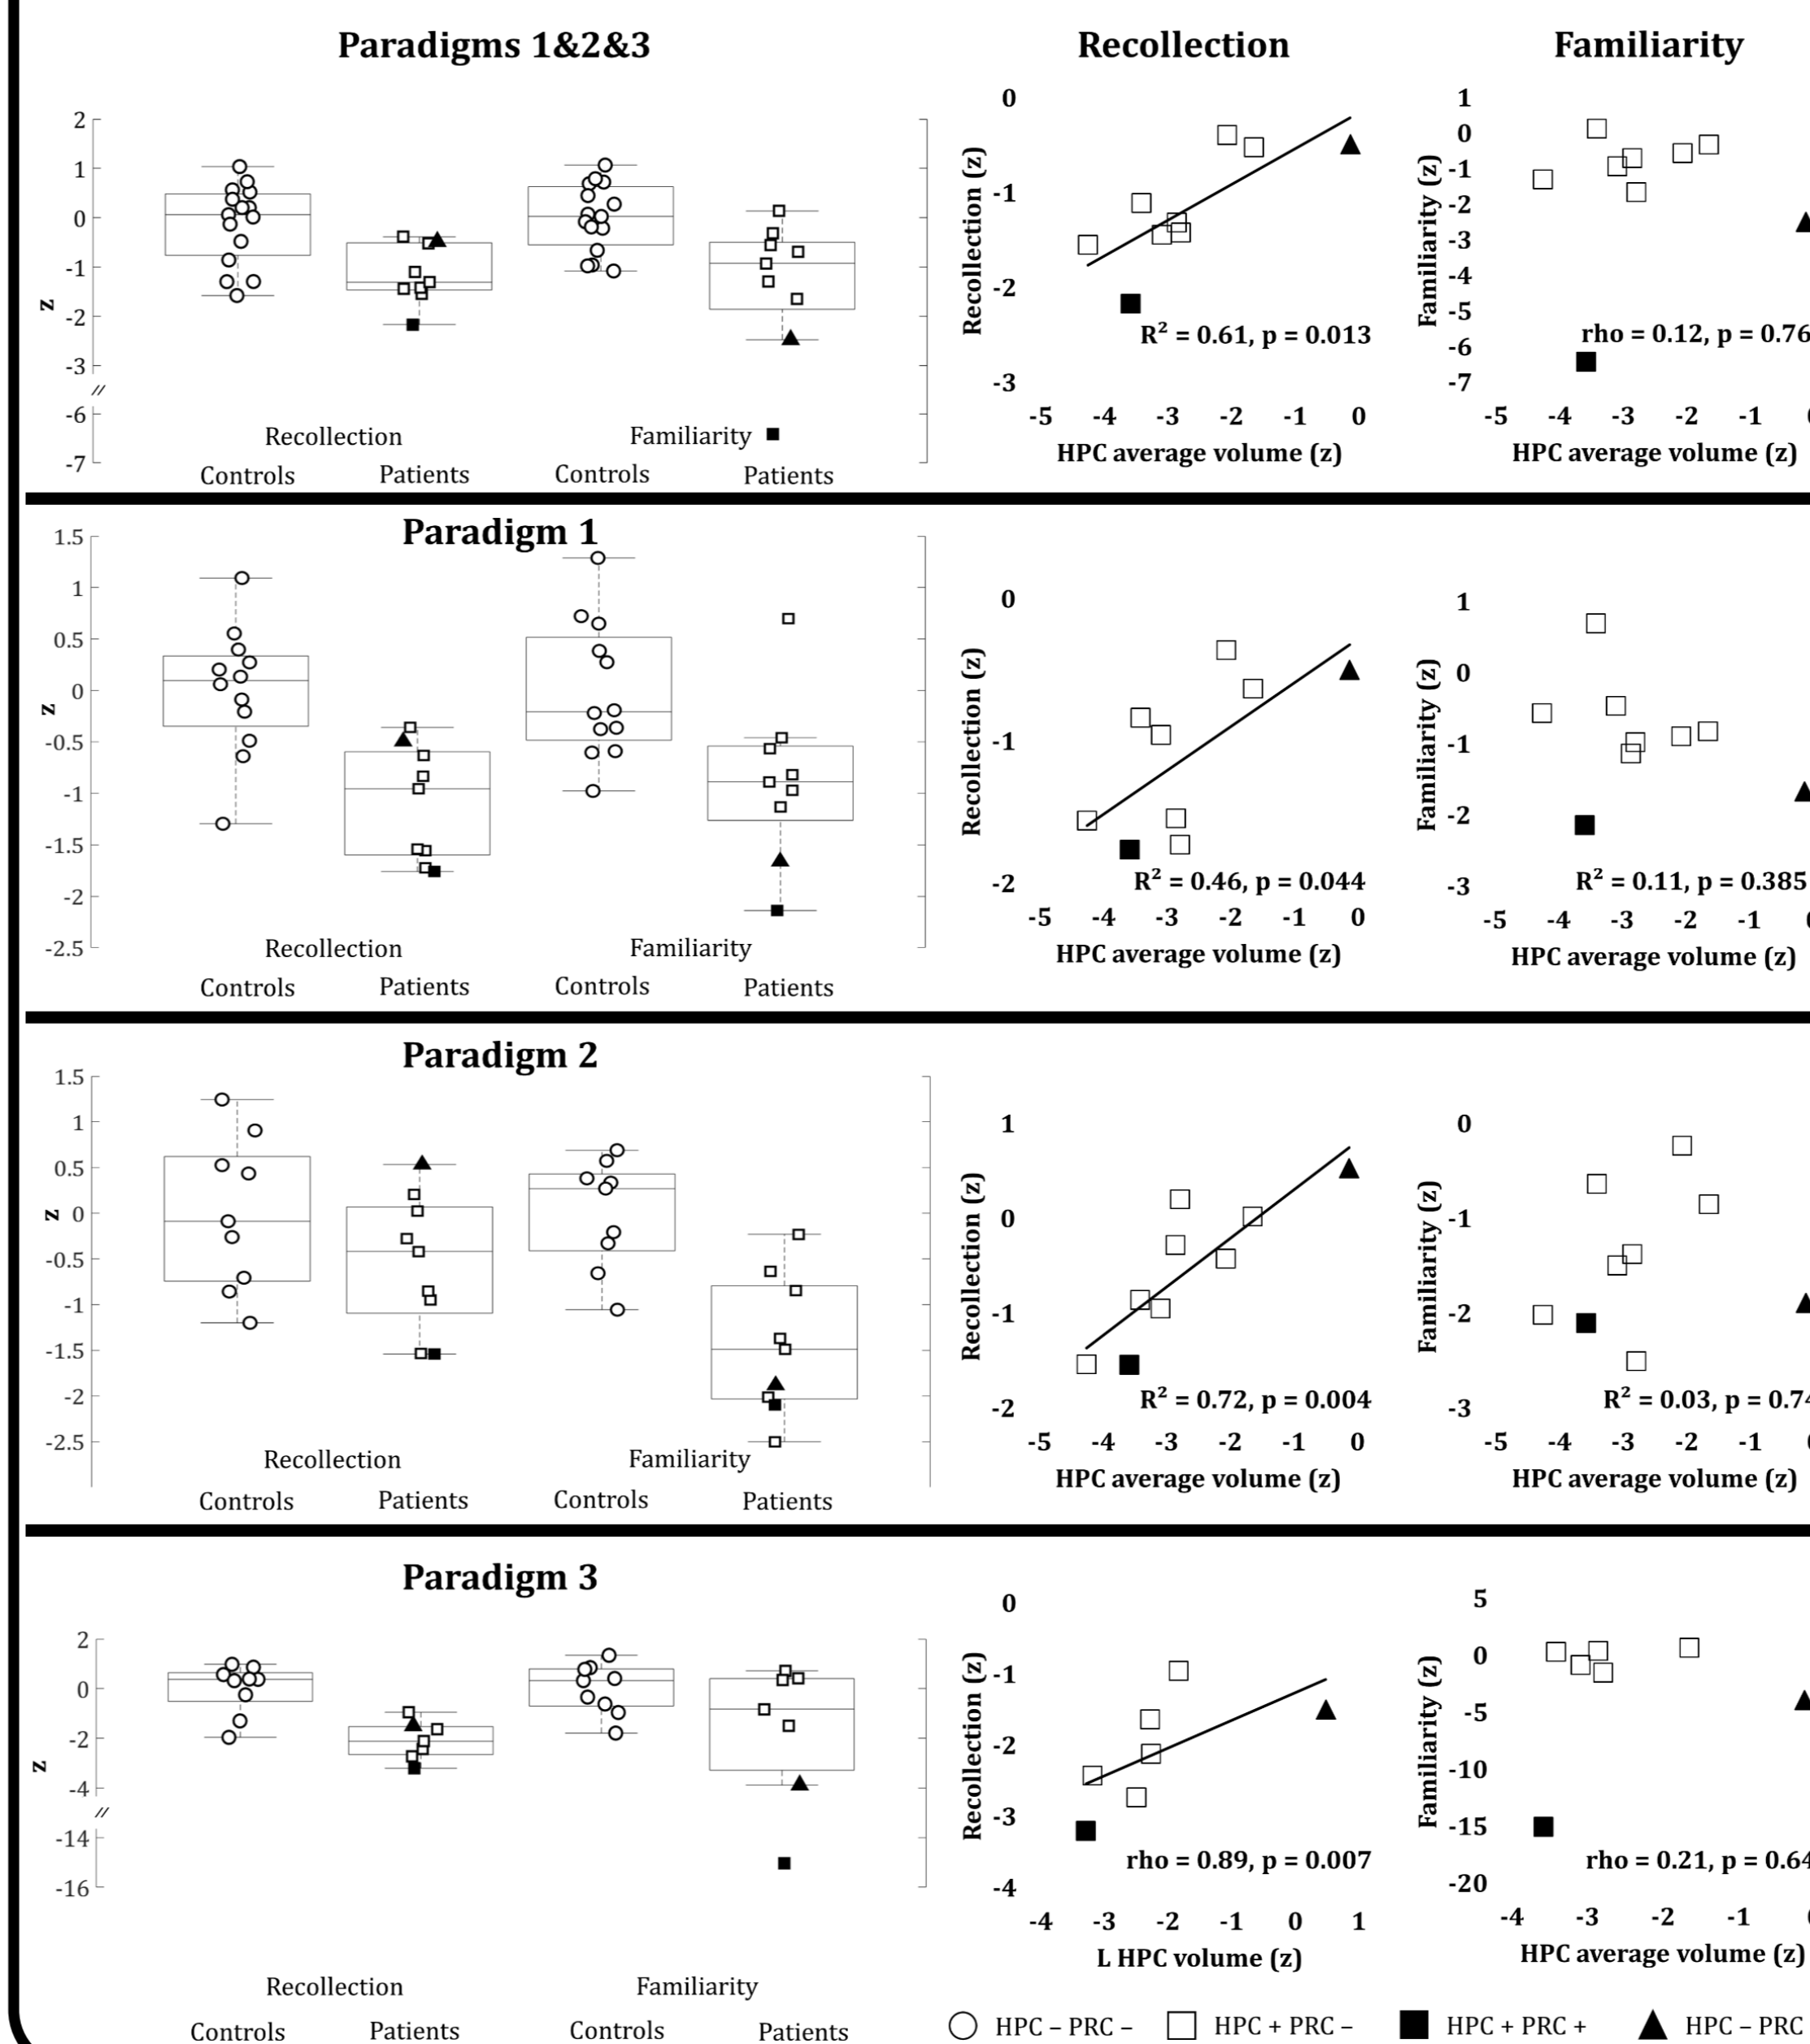 Paradigms 1&2&3
Recollection
Familiarity
2
1
0
-1
-2
-3
-6
-7
z
//
Recollection
Familiarity
Controls
Patients
Controls
Patients
0
-1
-2
-3
Recollection (z)
R² = 0.61, p = 0.013
-5 -4 -3 -2 -1 0
HPC average volume (z)
1
0
-1
-2
-3
-4
-5
-6
-7
Familiarity (z)
rho = 0.12, p = 0.76
-5 -4 -3 -2 -1
HPC average volume (z)
Paradigm 1
1.5
1
0.5
0
-0.5
-1
-1.5
-2
-2.5
z
Recollection
Familiarity
Controls
Patients
Controls
Patients
0
-1
-2
Recollection (z)
R² = 0.46, p = 0.044
-5 -4 -3 -2 -1 0
HPC average volume (z)
1
0
-1
-2
-3
Familiarity (z)
R² = 0.11, p = 0.385
-5 -4 -3 -2 -1
HPC average volume (z)
Paradigm 2
1.5
1
0.5
0
-0.5
-1
-1.5
-2
-2.5
z
Recollection
Familiarity
Controls
Patients
Controls
Patients
1
0
-1
-2
Recollection (z)
R² = 0.72, p = 0.004
-5 -4 -3 -2 -1 0
HPC average volume (z)
0
-1
-2
-3
Familiarity (z)
R² = 0.03, p = 0.74
-5 -4 -3 -2 -1
HPC average volume (z)
Paradigm 3
2
0
-2
-4
-14
-16
z
//
Recollection
Familiarity
Controls
Patients
Controls
Patients
0
-1
-2
-3
-4
Recollection (z)
rho = 0.89, p = 0.007
-4 -3 -2 -1 0 1
L HPC volume (z)
5
0
-5
-10
-15
-20
Familiarity (z)
rho = 0.21, p = 0.64
-4 -3 -2 -1
HPC average volume (z)
HPC – PRC – HPC + PRC – HPC + PRC + HPC – PRC